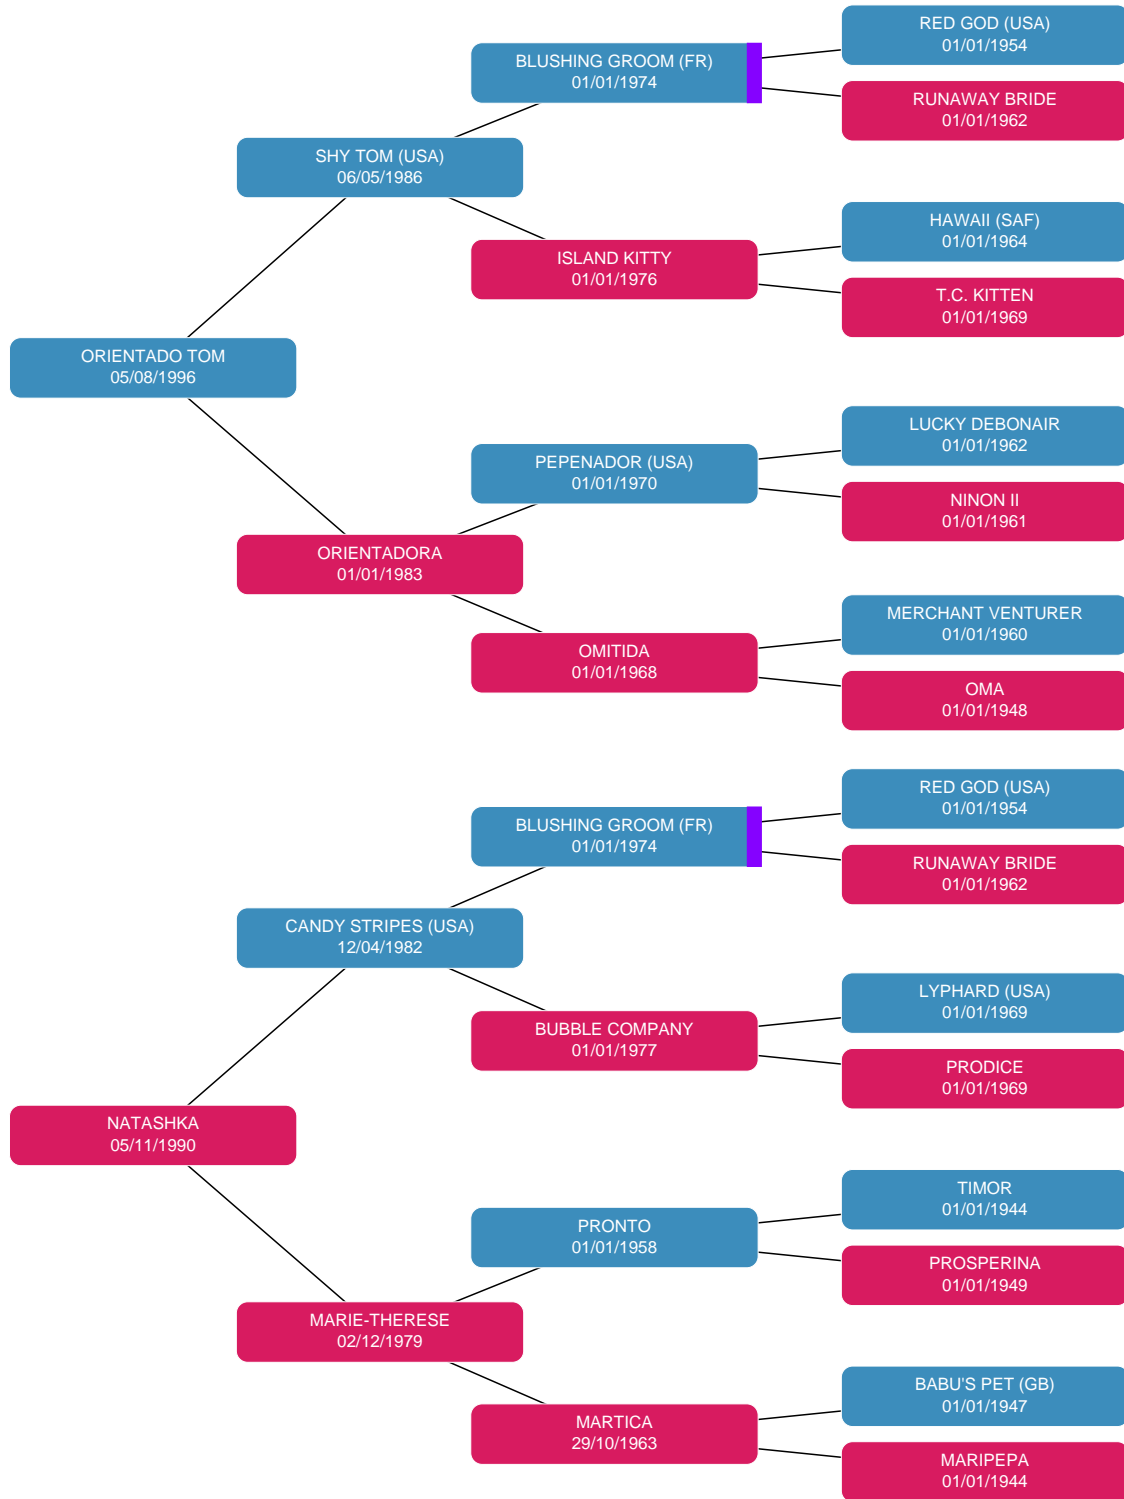 RED GOD (USA)
01/01/1954
BLUSHING GROOM (FR)
01/01/1974
RUNAWAY BRIDE
01/01/1962
SHY TOM (USA)
06/05/1986
HAWAII (SAF)
01/01/1964
ISLAND KITTY
01/01/1976
T.C. KITTEN
01/01/1969
ORIENTADO TOM
05/08/1996
LUCKY DEBONAIR
01/01/1962
PEPENADOR (USA)
01/01/1970
NINON II
01/01/1961
ORIENTADORA
01/01/1983
MERCHANT VENTURER
01/01/1960
OMITIDA
01/01/1968
OMA
01/01/1948
RED GOD (USA)
01/01/1954
BLUSHING GROOM (FR)
01/01/1974
RUNAWAY BRIDE
01/01/1962
CANDY STRIPES (USA)
12/04/1982
LYPHARD (USA)
01/01/1969
BUBBLE COMPANY
01/01/1977
PRODICE
01/01/1969
NATASHKA
05/11/1990
TIMOR
01/01/1944
PRONTO
01/01/1958
PROSPERINA
01/01/1949
MARIE-THERESE
02/12/1979
BABU'S PET (GB)
01/01/1947
MARTICA
29/10/1963
MARIPEPA
01/01/1944